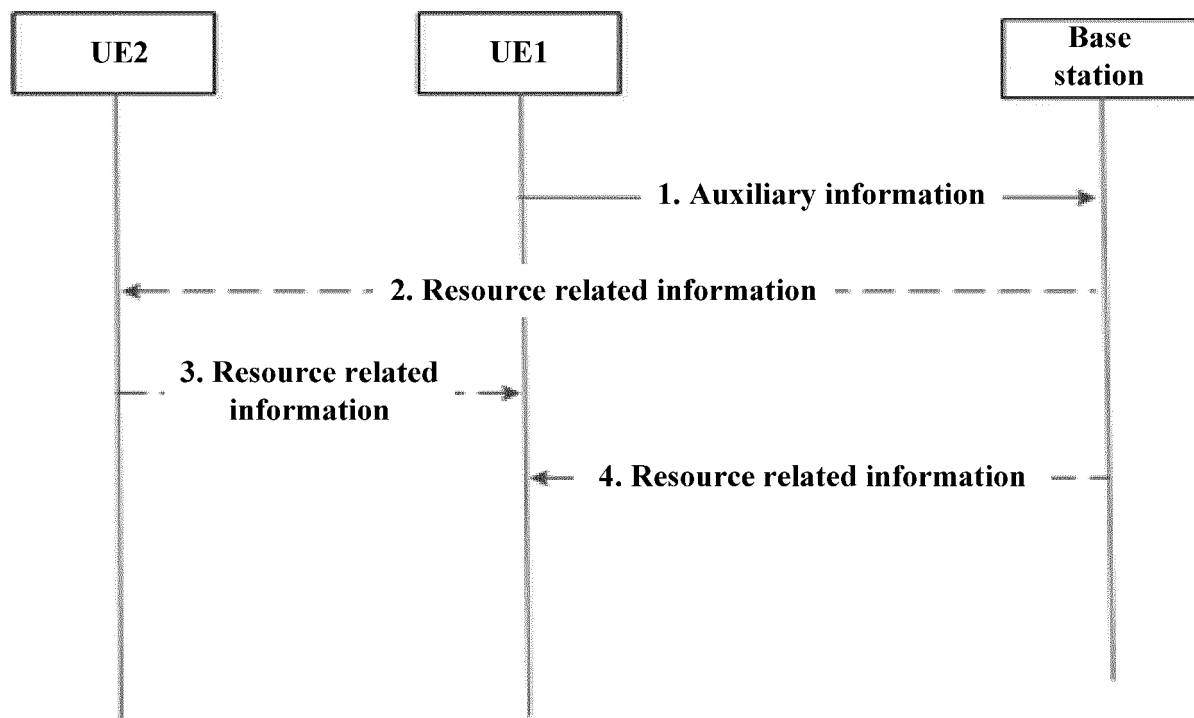 UE2
UE1
Base
station
1. Auxiliary information
2. Resource related information
3. Resource related
information
4. Resource related information